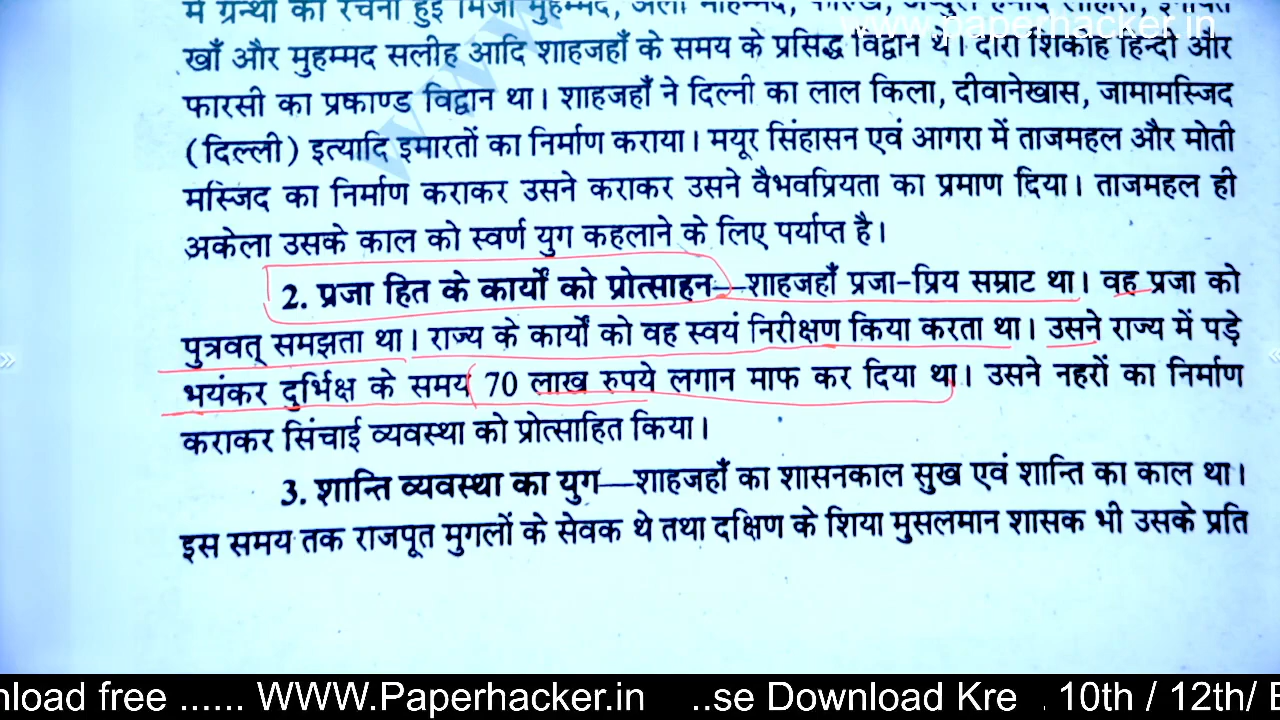 में ग्रन्थों की रचना हुई मिर्जा मुहम्मद, अली
www.paperhacker.in
खाँ और मुहम्मद सलीह आदि शाहजहाँ के समय के प्रसिद्ध विद्वान थे। दारा शिकोह हिन्दी और
फारसी का प्रकाण्ड विद्वान था। शाहजहाँ ने दिल्नी का लाल किला, दीवानेखास, जामामस्जिद
(दिल्ली) इत्यादि इमारतों का निर्माण कराया। मयूर सिंहासन एवं आगरा में ताजमहल और मोती
मस्जिद का निर्माण कराकर उसने कराकर उसने वैभवप्रियता का प्रमाण दिया। ताजमहल ही
अकेला उसके काल को स्वर्ण युग कहलाने के लिए पर्याप्त है।
2. प्रजा हित के कार्यों को प्रोत्साहन—शाहजहाँ प्रजा-प्रिय सम्राट था। वह प्रजा को
पुत्रवत् समझता था। राज्य के कार्यों को वह स्वयं निरीक्षण किया करता था। उसने राज्य में पड़े
भयंकर दुर्भिक्ष के समय 70 लाख रुपये लगान माफ कर दिया था। उसने नहरों का निर्माण
कराकर सिंचाई व्यवस्था को प्रोत्साहित किया।
3. शान्ति व्यवस्था का युग—शाहजहाँ का शासनकाल सुख एवं शान्ति का काल था।
इस समय तक राजपूत मुगलों के सेवक थे तथा दक्षिण के शिया मुसलमान शासक भी उसके प्रति
nload free ...... WWW.Paperhacker.in ..se Download Kre . 10th / 12th/ E